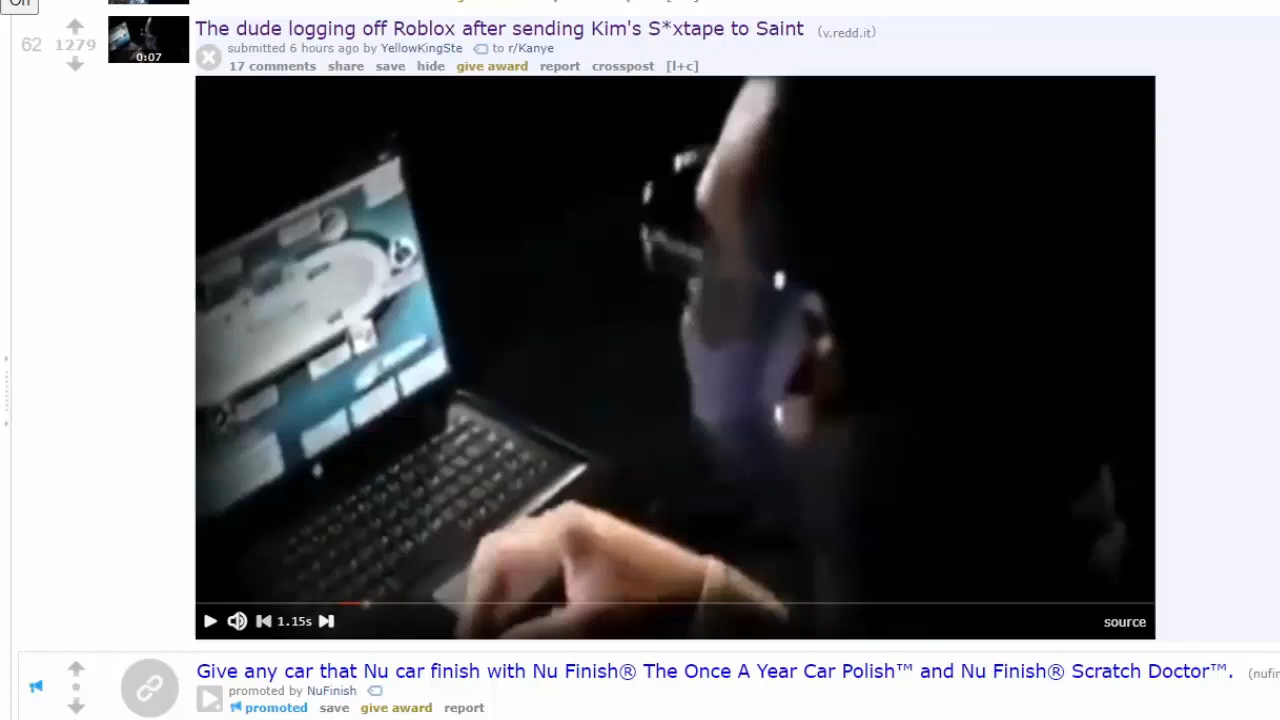 Off
62
1279
0:07
The dude logging off Roblox after sending Kim's S*xtape to Saint (v.redd.it)
submitted 6 hours ago by YellowKingSte to r/Kanye
17 comments share save hide give award report crosspost [l+c]
1.15s
source
Give any car that Nu car finish with Nu Finish® The Once A Year Car Polish™ and Nu Finish® Scratch Doctor™. (nufin
promoted by NuFinish
promoted save give award report